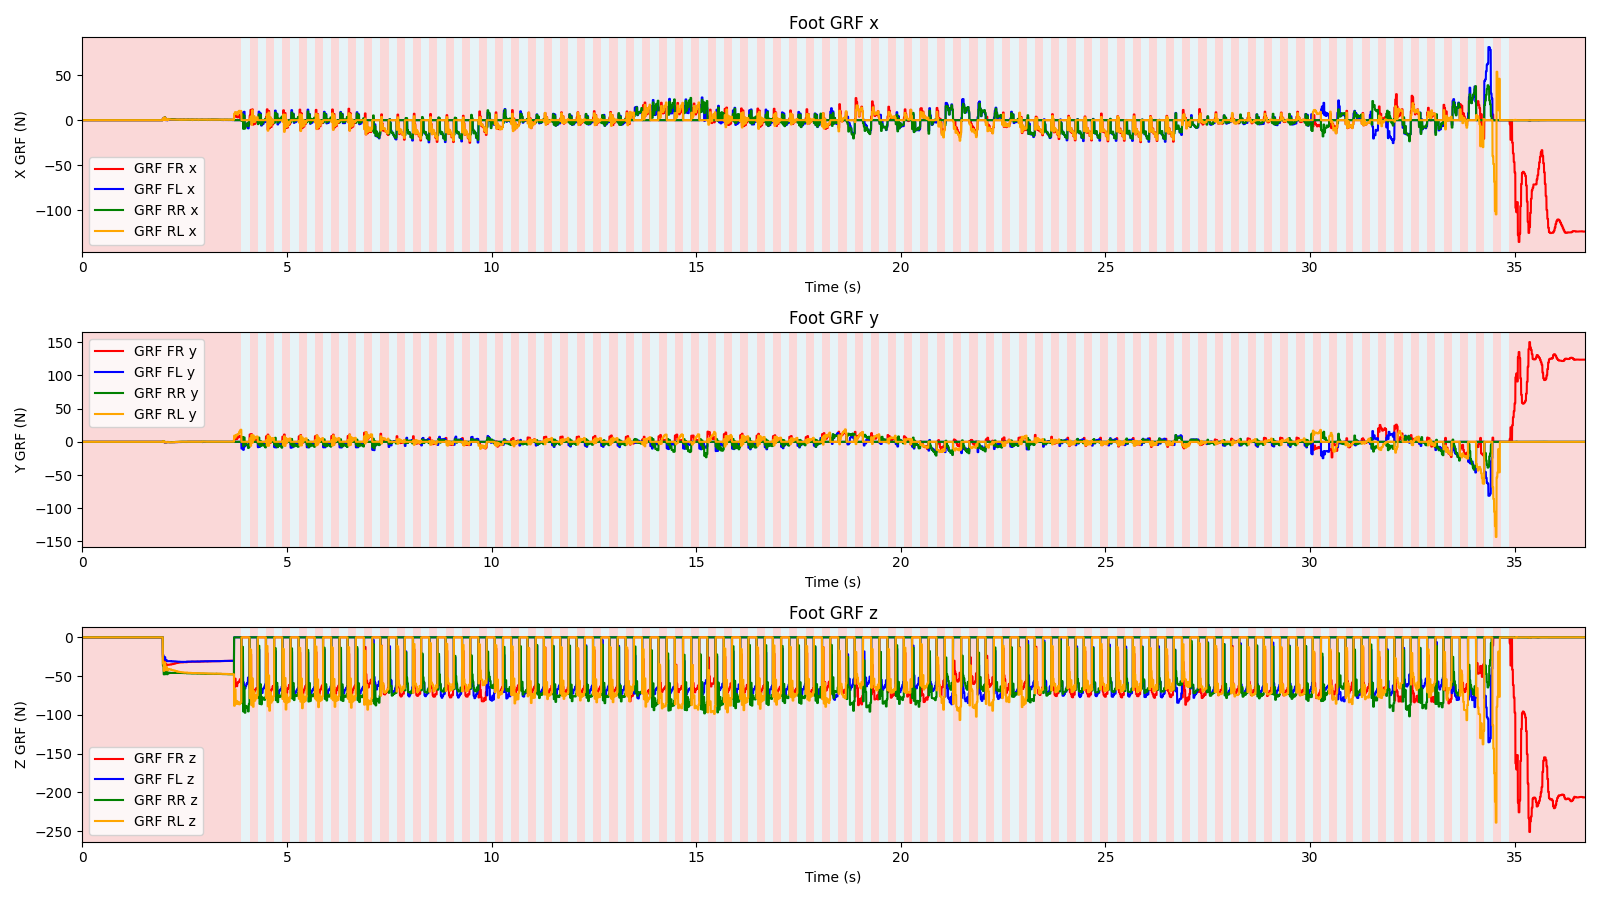 Foot GRF x
X GRF (N)
50
0
−50
−100
GRF FR x
GRF FL x
GRF RR x
GRF RL x
0 5 10 15 20 25 30 35
Time (s)
Foot GRF y
Y GRF (N)
150
100
50
0
−50
−100
−150
GRF FR y
GRF FL y
GRF RR y
GRF RL y
0 5 10 15 20 25 30 35
Time (s)
Foot GRF z
Z GRF (N)
0
−50
−100
−150
−200
−250
GRF FR z
GRF FL z
GRF RR z
GRF RL z
0 5 10 15 20 25 30 35
Time (s)